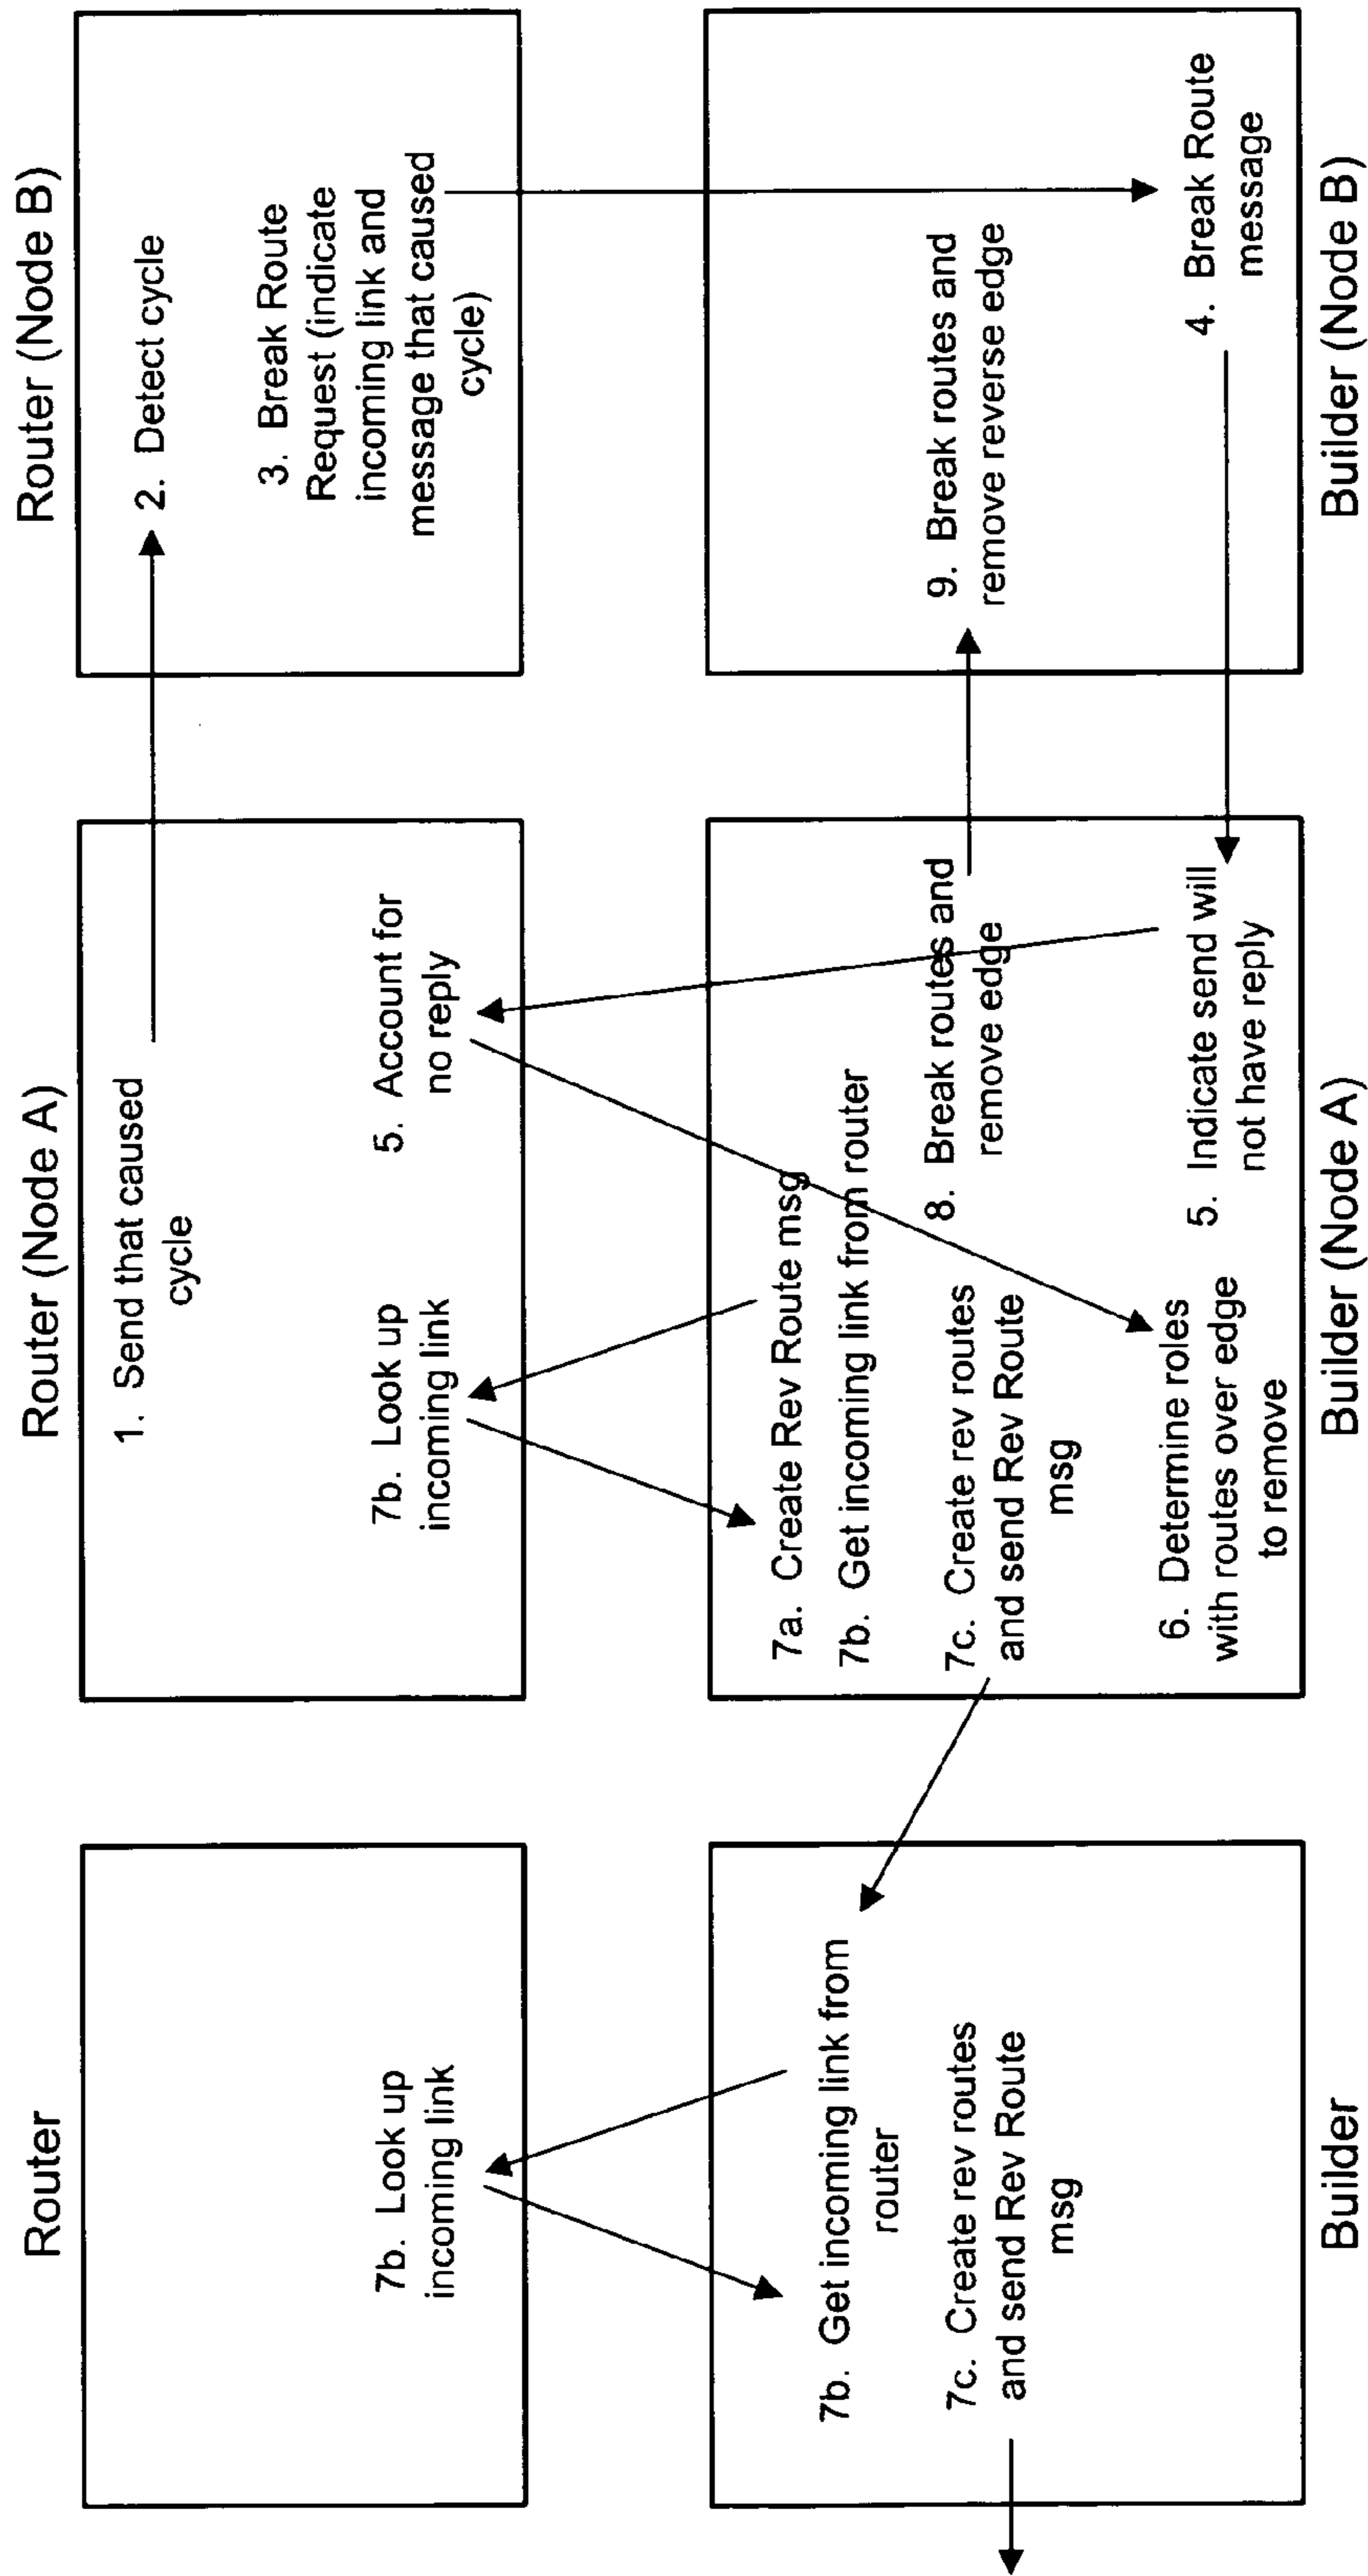 Router
Router (Node A)
Router (Node B)
7b. Look up
incoming link
1. Send that caused
cycle
7b. Look up
incoming link
5. Account for
no reply
2. Detect cycle
3. Break Route
Request (indicate
incoming link and
message that caused
cycle)
7b. Get incoming link from
router
7c. Create rev routes
and send Rev Route
msg
7a. Create Rev Route msg
7b. Get incoming link from router
7c. Create rev routes
and send Rev Route
msg
8. Break routes and
remove edge
6. Determine roles
with routes over edge
to remove
5. Indicate send will
not have reply
9. Break routes and
remove reverse edge
4. Break Route
message
Builder
Builder (Node A)
Builder (Node B)